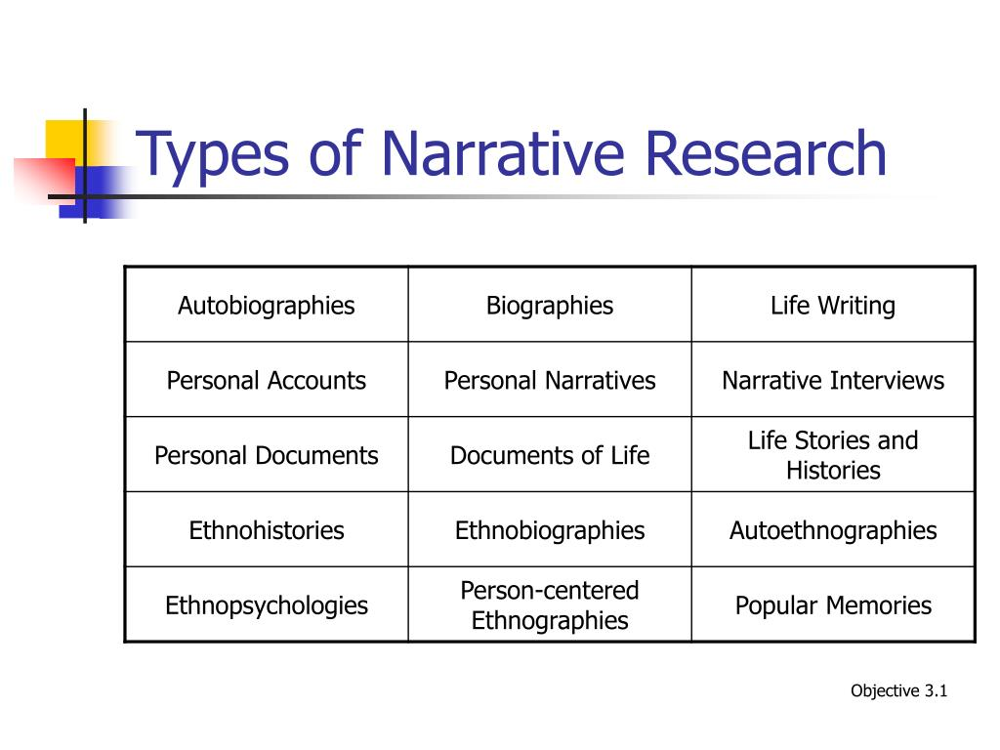 Types of Narrative Research
Autobiographies
Biographies
Life Writing
Personal Accounts
Personal Narratives
Narrative Interviews
Personal Documents
Documents of Life
Life Stories and
Histories
Ethnohistories
Ethnobiographies
Autoethnographies
Ethnopsychologies
Person-centered
Ethnographies
Popular Memories
Objective 3.1